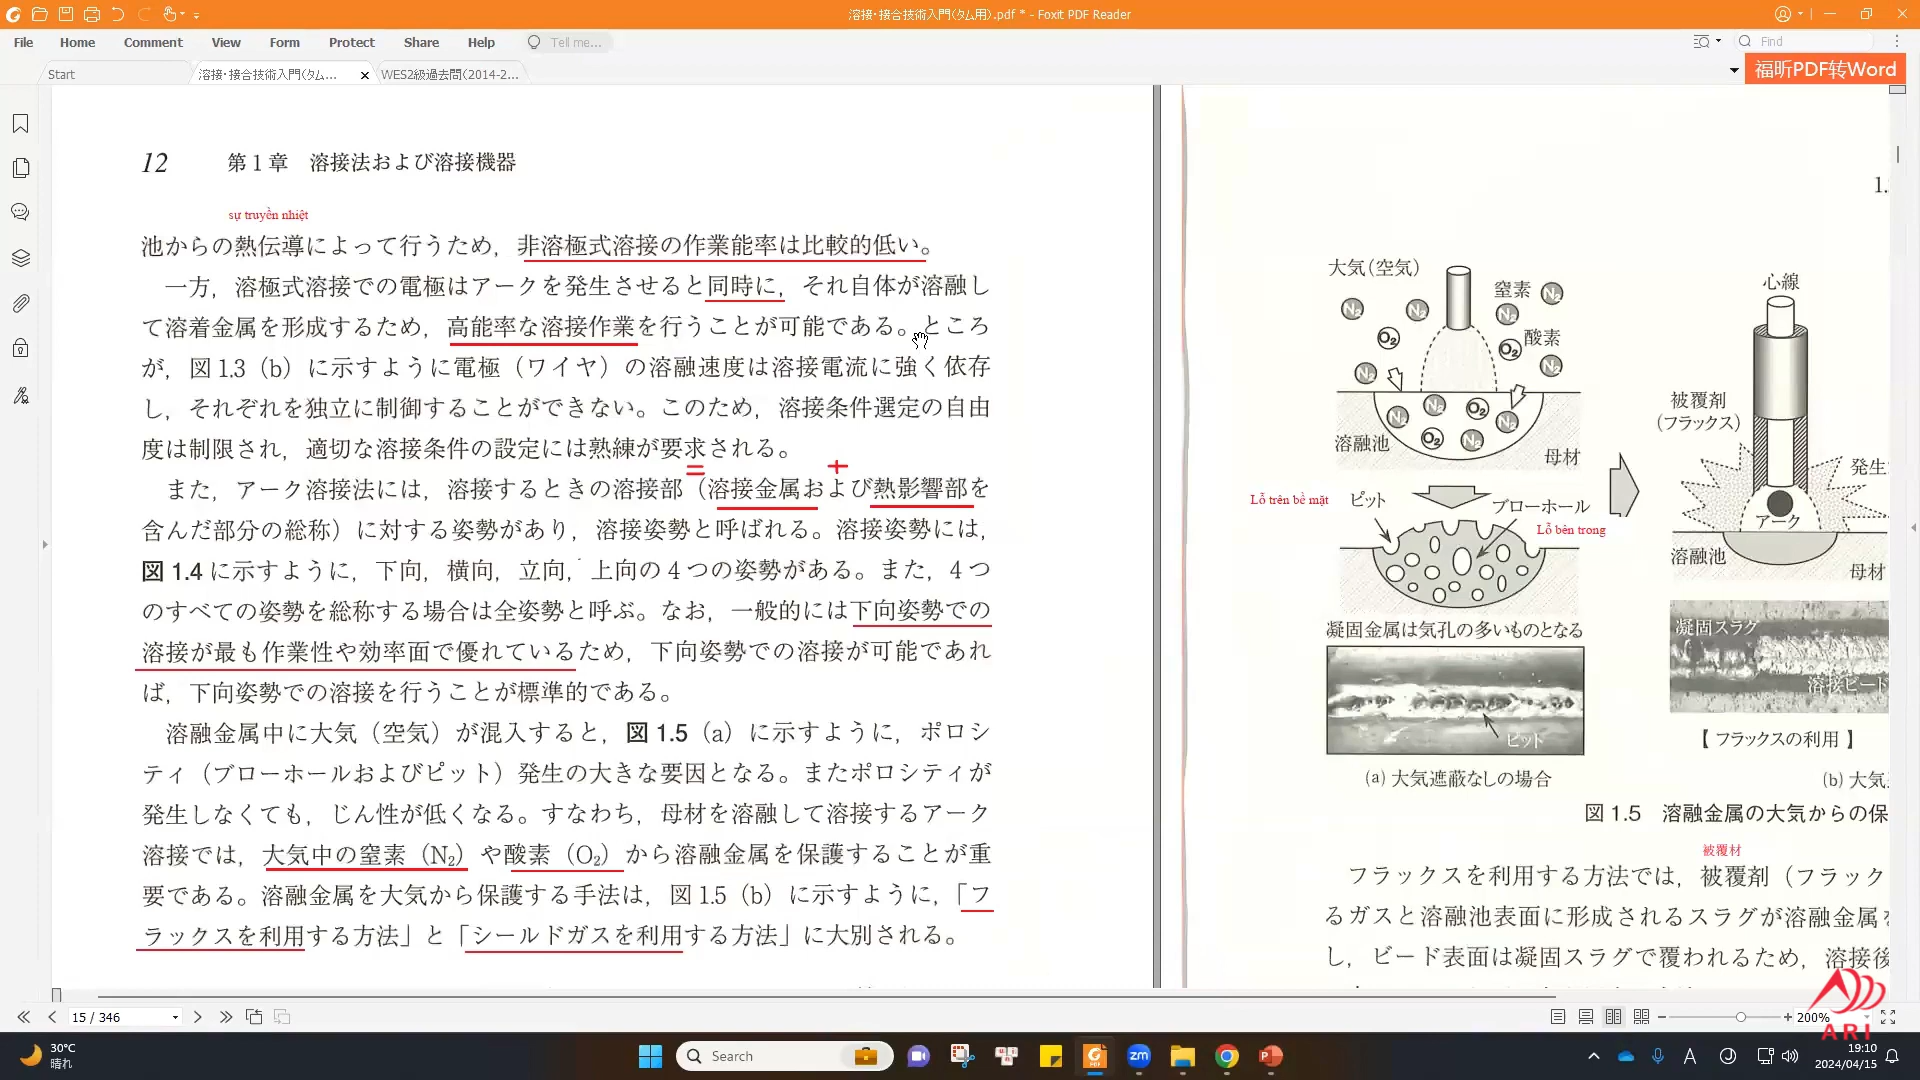 溶接・接合技術入門(タム用).pdf * - Foxit PDF Reader
File Home Comment View Form Protect Share Help Tell me... Find
Start 溶接・接合技術入門(タム... WES2級過去問(2014-2... 福昕PDF转Word
12 第1章 溶接法および溶接機器
sự truyền nhiệt
池からの熱伝導によって行うため，非溶極式溶接の作業能率は比較的低い。
一方，溶極式溶接での電極はアークを発生させると同時に，それ自体が溶融し
て溶着金属を形成するため，高能率な溶接作業を行うことが可能である。ところ
が，図1.3（b）に示すように電極（ワイヤ）の溶融速度は溶接電流に強く依存
し，それぞれを独立に制御することができない。このため，溶接条件選定の自由
度は制限され，適切な溶接条件の設定には熟練が要求される。
= +
また，アーク溶接法には，溶接するときの溶接部（溶接金属および熱影響部を
含んだ部分の総称）に対する姿勢があり，溶接姿勢と呼ばれる。溶接姿勢には，
図 1.4 に示すように，下向，横向，立向，上向の４つの姿勢がある。また，４つ
のすべての姿勢を総称する場合は全姿勢と呼ぶ。なお，一般的には下向姿勢での
溶接が最も作業性や効率面で優れているため，下向姿勢での溶接が可能であれ
ば，下向姿勢での溶接を行うことが標準的である。
溶融金属中に大気（空気）が混入すると，図 1.5（a）に示すように，ポロシ
ティ（ブローホールおよびピット）発生の大きな要因となる。またポロシティが
発生しなくても，じん性が低くなる。すなわち，母材を溶融して溶接するアーク
溶接では，大気中の窒素（N₂）や酸素（O₂）から溶融金属を保護することが重
要である。溶融金属を大気から保護する手法は，図1.5（b）に示すように，「フ
ラックスを利用する方法」と「シールドガスを利用する方法」に大別される。
1.
大気（空気）
窒素 N₂
酸素 O₂
N₂ N₂ N₂ O₂ O₂ N₂ N₂
N₂ N₂ O₂ N₂ O₂ N₂
溶融池
母材
Lỗ trên bề mặt ピット
ブローホール
Lỗ bên trong
凝固金属は気孔の多いものとなる
ピット
(a) 大気遮蔽なしの場合
心線
被覆剤
(フラックス)
発生
アーク
溶融池
母材
凝固スラグ
溶接ビード
【 フラックスの利用 】
(b) 大気
図 1.5 溶融金属の大気からの保
被覆材
フラックスを利用する方法では，被覆剤（フラック
るガスと溶融池表面に形成されるスラグが溶融金属
し，ビード表面は凝固スラグで覆われるため，溶接後
ARI
15 / 346 200%
30°C
晴れ
Search
19:10
2024/04/15